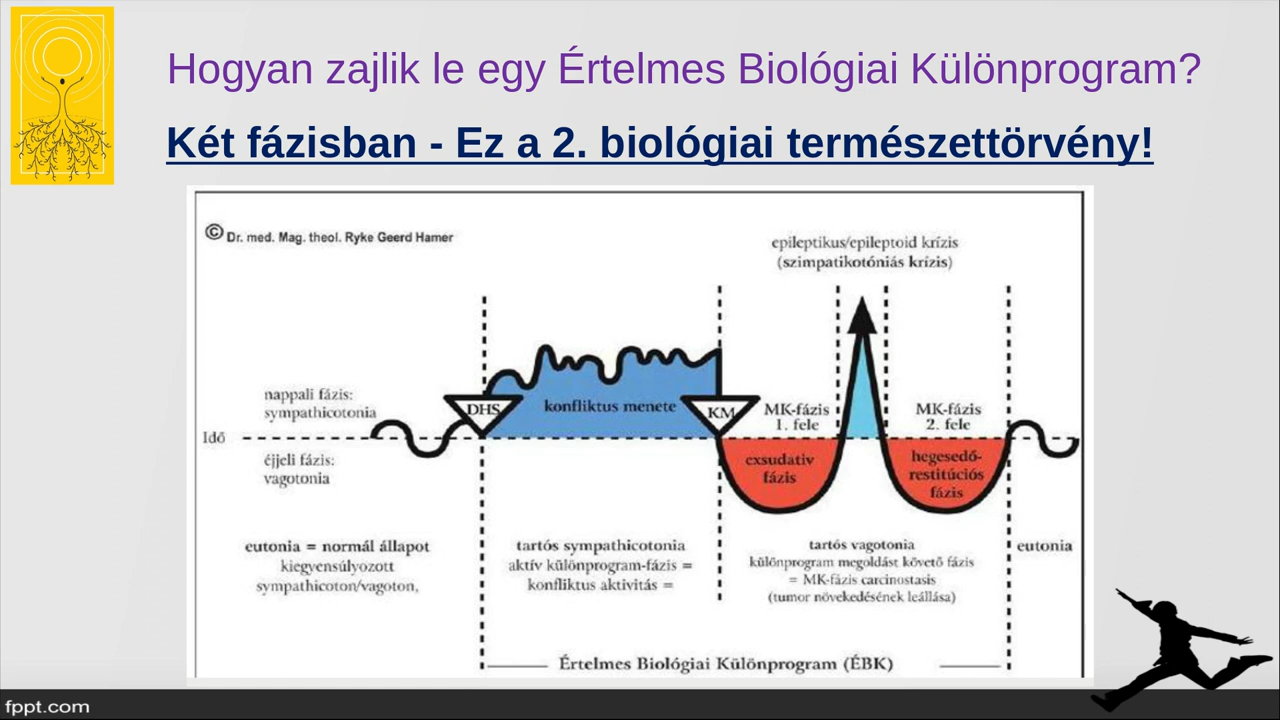 Hogyan zajlik le egy Értelmes Biológiai Különprogram?
Két fázisban - Ez a 2. biológiai természettörvény!
© Dr. med. Mag. theol. Ryke Geerd Hamer
epileptikus/epileptoid krízis
(szimpatikotóniás krízis)
nappali fázis:
sympathicotonia
Idő
éjjeli fázis:
vagotonia
DHS
konfliktus menete
KM
MK-fázis
1. fele
MK-fázis
2. fele
exsudatív
fázis
hegesedő-
restitúciós
fázis
eutonia = normál állapot
kiegyensúlyozott
sympathicoton/vagoton,
tartós sympathicotonia
aktív különprogram-fázis =
konfliktus aktivitás =
tartós vagotonia
különprogram megoldást követő fázis
= MK-fázis carcinostasis
(tumor növekedésének leállása)
eutonia
Értelmes Biológiai Különprogram (ÉBK)
fppt.com